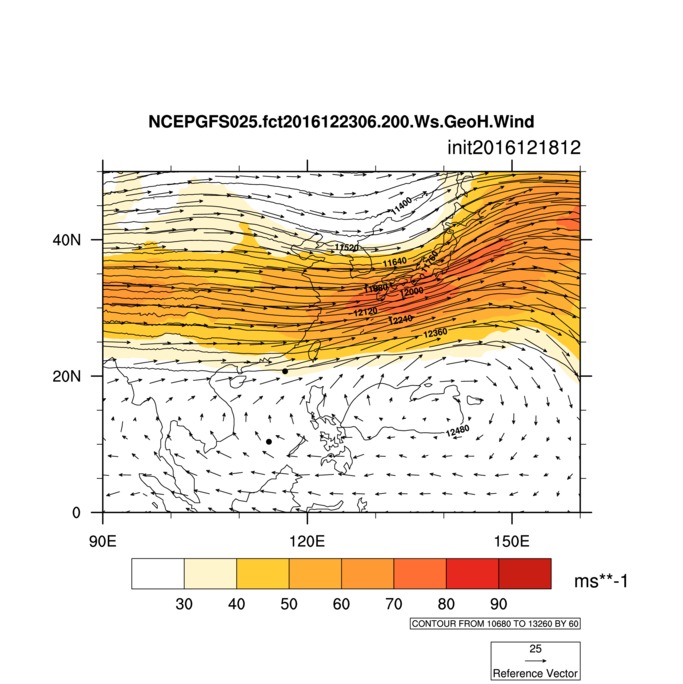 NCEPGFS025.fct2016122306.200.Ws.GeoH.Wind
init2016121812
11400
11520
11640
11760
11880
12000
12120
12240
12360
12480
40N
20N
0
90E 120E 150E
ms**-1
30 40 50 60 70 80 90
CONTOUR FROM 10680 TO 13260 BY 60
25
Reference Vector